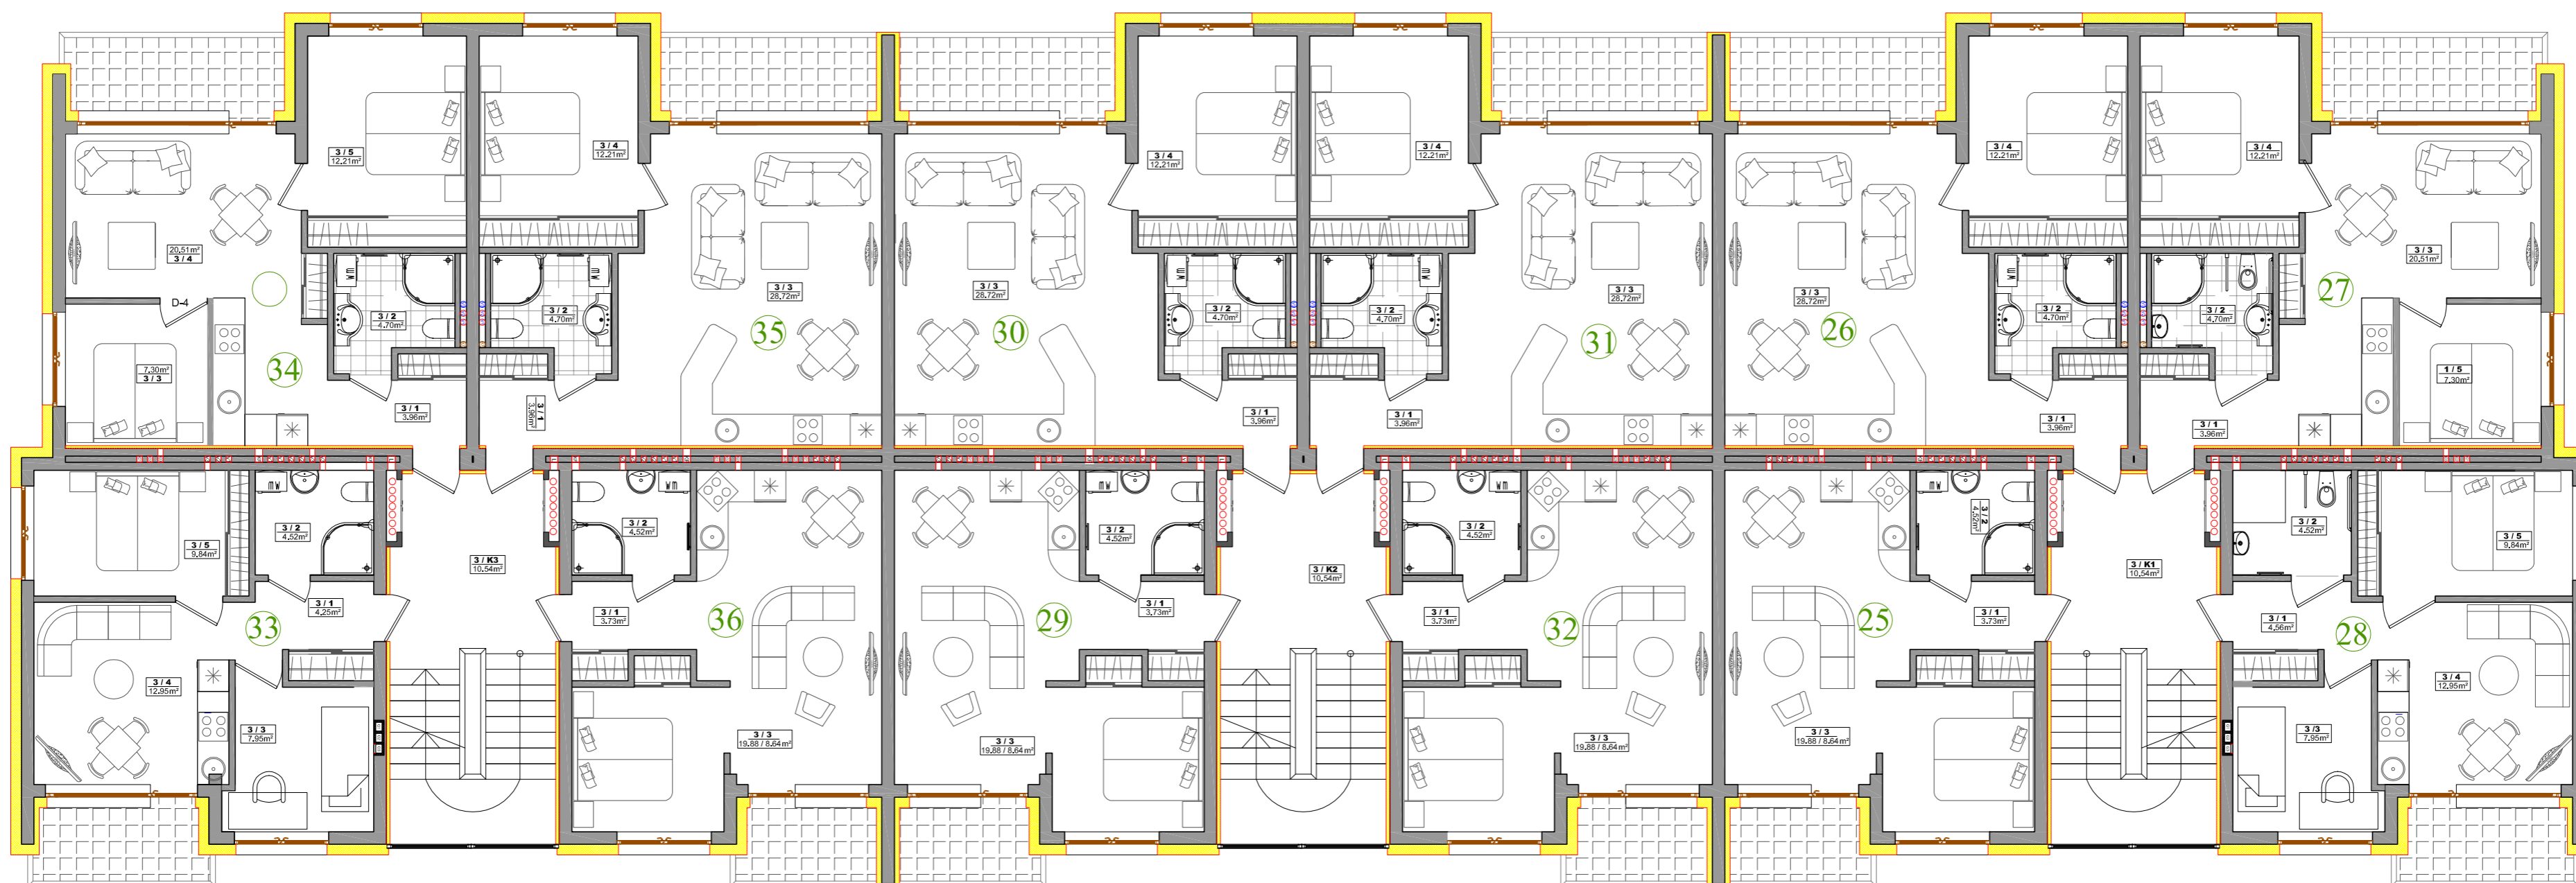 3 / 5
12.21m²
3 / 4
12.21m²
3 / 4
12.21m²
3 / 4
12.21m²
3 / 4
12.21m²
3 / 4
12.21m²
20.51m²
3 / 4
3 / 3
28.72m²
3 / 3
28.72m²
3 / 3
28.72m²
3 / 3
28.72m²
3 / 3
20.51m²
D-4
27
mw
3 / 2
4.70m²
mw
3 / 2
4.70m²
mw
3 / 2
4.70m²
mw
3 / 2
4.70m²
mw
3 / 2
4.70m²
3 / 2
4.70m²
35
30
31
26
34
7.30m²
3 / 3
1 / 5
7.30m²
3 / 1
3.96m²
3 / 1
3.96m²
3 / 1
3.96m²
3 / 1
3.96m²
3 / 1
3.96m²
3 / 1
3.96m²
mw
mw
mw
mw
mw
3 / 5
9.84m²
3 / 2
4.52m²
3 / K3
10.54m²
3 / 2
4.52m²
3 / 2
4.52m²
3 / K2
10.54m²
3 / 2
4.52m²
3 / 2
4.52m²
3 / K1
10.54m²
3 / 2
4.52m²
3 / 5
9.84m²
3 / 1
4.25m²
3 / 1
3.73m²
3 / 1
3.73m²
3 / 1
3.73m²
3 / 1
3.73m²
3 / 1
4.56m²
33
36
29
32
25
28
3 / 4
12.95m²
3 / 3
7.95m²
3 / 3
19.88 / 8.64m²
3 / 3
19.88 / 8.64m²
3 / 3
19.88 / 8.64m²
3 / 3
19.88 / 8.64m²
3 / 3
7.95m²
3 / 4
12.95m²